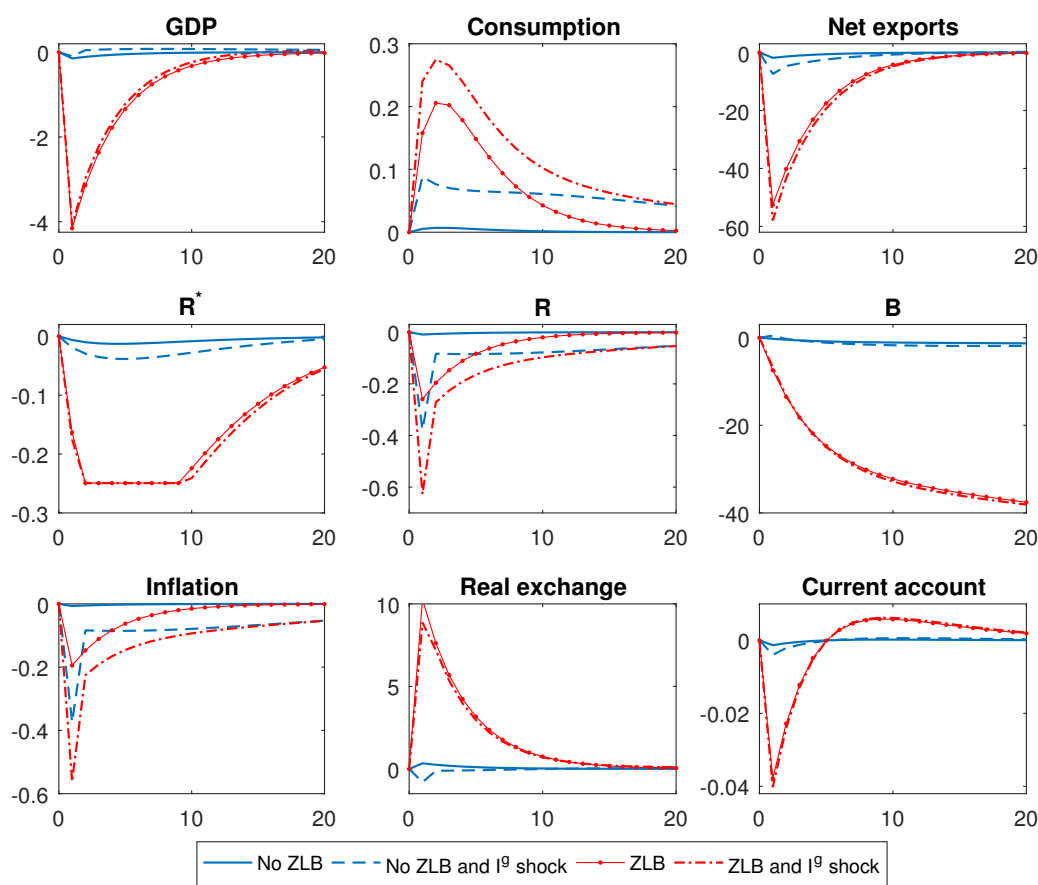 GDP
Consumption
Net exports
0
-2
-4
0 10 20
0.3
0.2
0.1
0
0 10 20
0
-20
-40
-60
0 10 20
R*
R
B
0
-0.1
-0.2
-0.3
0 10 20
0
-0.2
-0.4
-0.6
0 10 20
0
-20
-40
0 10 20
Inflation
Real exchange
Current account
0
-0.2
-0.4
-0.6
0 10 20
10
5
0
0 10 20
0
-0.02
-0.04
0 10 20
No ZLB No ZLB and I^g shock ZLB ZLB and I^g shock